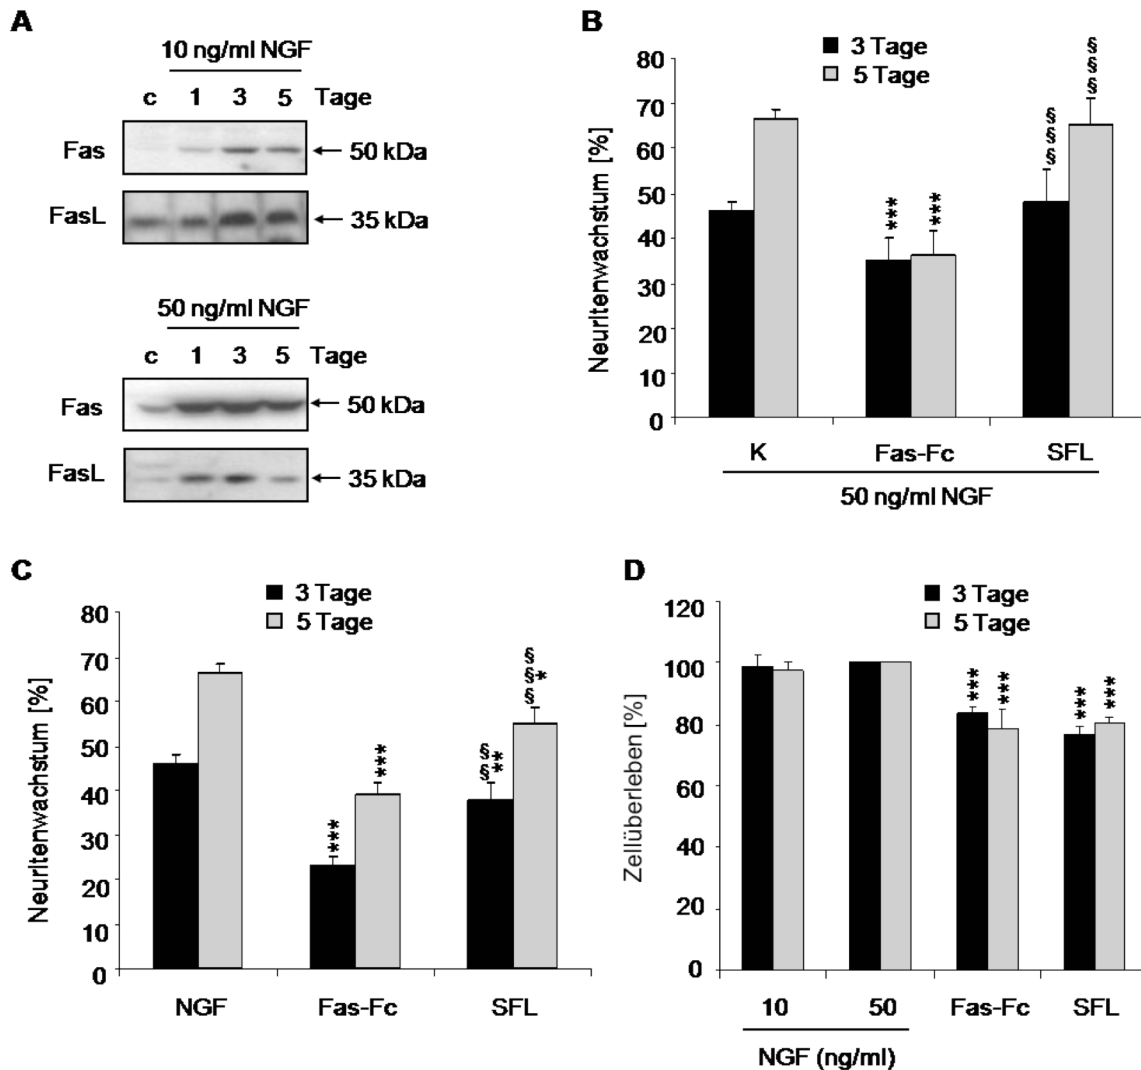 A
10 ng/ml NGF
c 1 3 5 Tage
Fas ← 50 kDa
FasL ← 35 kDa
50 ng/ml NGF
c 1 3 5 Tage
Fas ← 50 kDa
FasL ← 35 kDa
B
3 Tage
5 Tage
Neuritenwachstum [%]
80
70
60
50
40
30
20
10
0
***
***
§§§
§§§
K Fas-Fc SFL
50 ng/ml NGF
C
3 Tage
5 Tage
Neuritenwachstum [%]
80
70
60
50
40
30
20
10
0
***
***
§§
**
§§§
*
NGF Fas-Fc SFL
D
3 Tage
5 Tage
Zellüberleben [%]
120
100
80
60
40
20
0
***
***
***
***
10 50 Fas-Fc SFL
NGF (ng/ml)